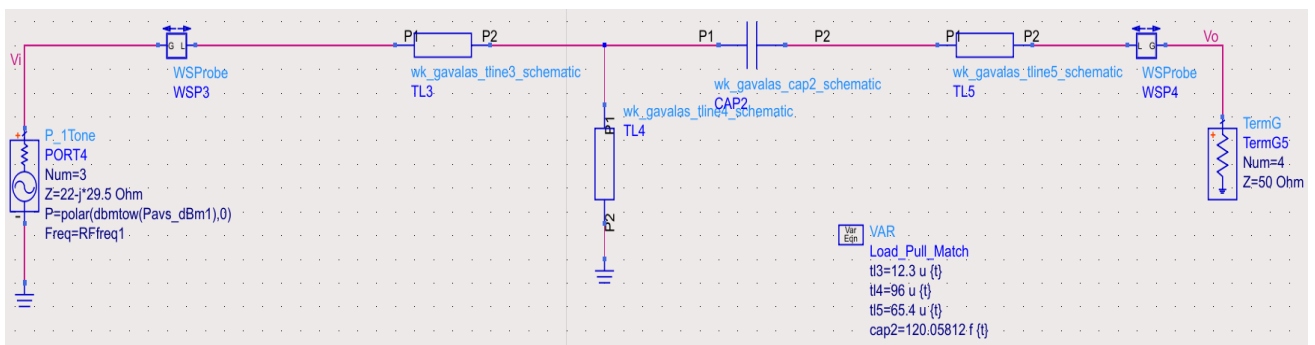 Vi
G L
WSProbe
WSP3
P1
P2
wk_gavalas_tline3_schematic
TL3
P1
P2
wk_gavalas_cap2_schematic
CAP2
P1
P2
wk_gavalas_tline5_schematic
TL5
L G
WSProbe
WSP4
Vo
P1
wk_gavalas_tline4_schematic
TL4
P2
+
P_1Tone
PORT4
Num=3
Z=22-j*29.5 Ohm
P=polar(dbmtow(Pavs_dBm1),0)
Freq=RFfreq1
-
+
TermG
TermG5
Num=4
Z=50 Ohm
Var
Eqn
VAR
Load_Pull_Match
tl3=12.3 u {t}
tl4=96 u {t}
tl5=65.4 u {t}
cap2=120.05812 f {t}